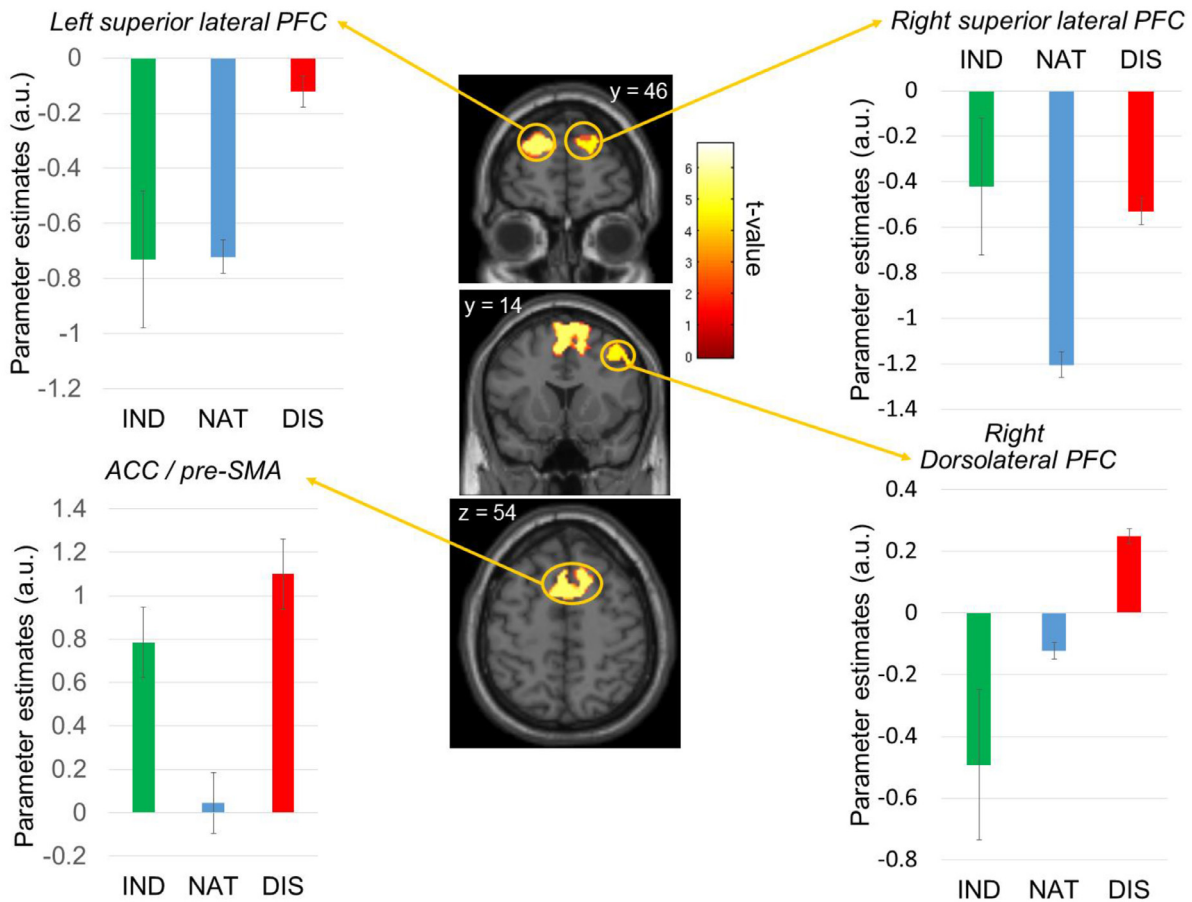 Left superior lateral PFC
Parameter estimates (a.u.)
0
-0.2
-0.4
-0.6
-0.8
-1
-1.2
IND NAT DIS
y = 46
6
5
4
3
2
1
0
t-value
y = 14
z = 54
Right superior lateral PFC
IND NAT DIS
Parameter estimates (a.u.)
0
-0.2
-0.4
-0.6
-0.8
-1
-1.2
-1.4
ACC / pre-SMA
Parameter estimates (a.u.)
1.4
1.2
1
0.8
0.6
0.4
0.2
0
-0.2
IND NAT DIS
Right
Dorsolateral PFC
Parameter estimates (a.u.)
0.4
0.2
0
-0.2
-0.4
-0.6
-0.8
IND NAT DIS